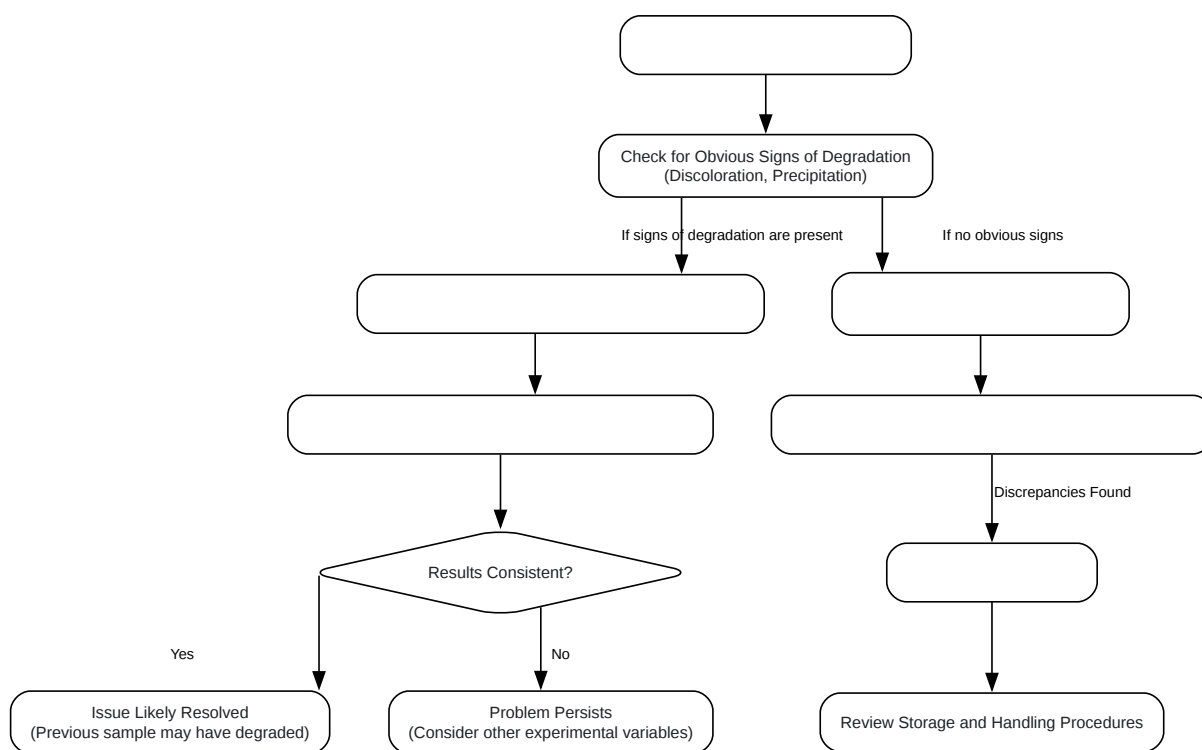 Check for Obvious Signs of Degradation
(Discoloration, Precipitation)
If signs of degradation are present
If no obvious signs
Discrepancies Found
Results Consistent?
Yes
No
Issue Likely Resolved
(Previous sample may have degraded)
Problem Persists
(Consider other experimental variables)
Review Storage and Handling Procedures